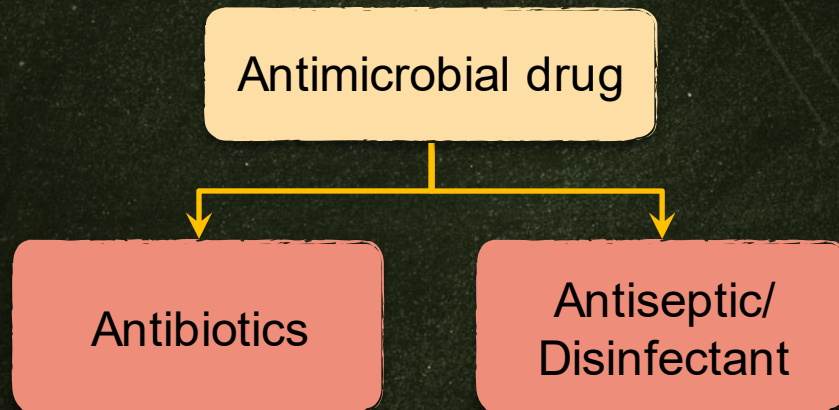 Antimicrobial drug
Antibiotics
Antiseptic/
Disinfectant